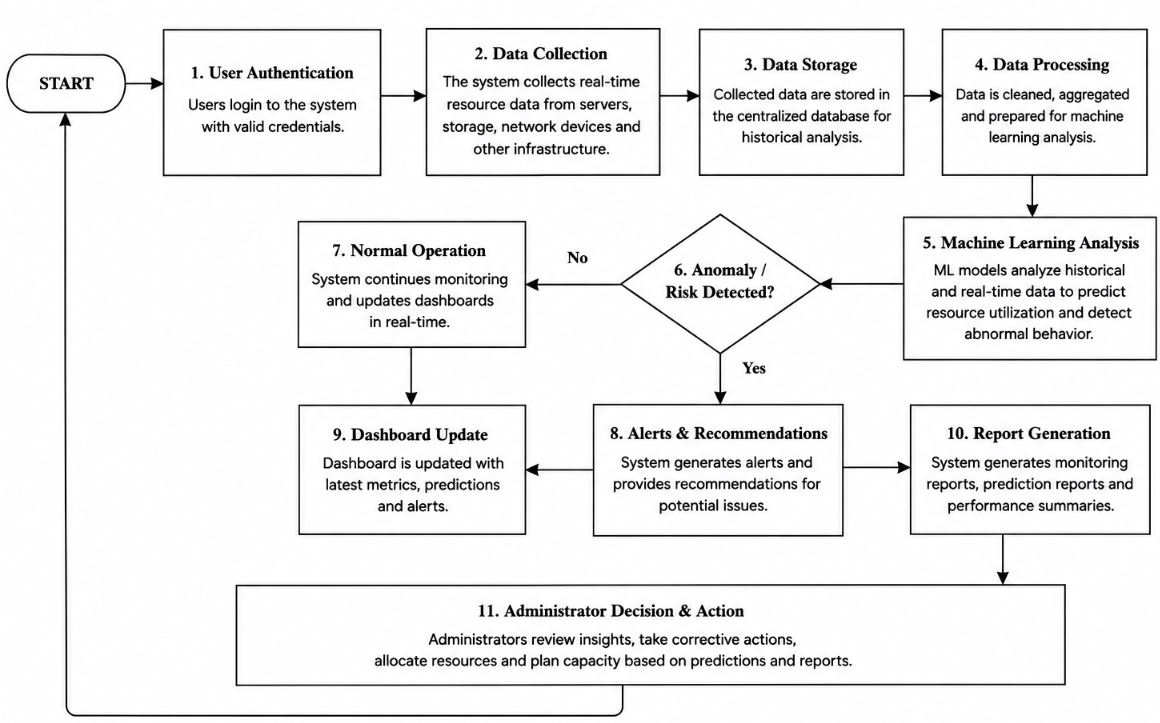 START
1. User Authentication
Users login to the system
with valid credentials.
2. Data Collection
The system collects real-time
resource data from servers,
storage, network devices and
other infrastructure.
3. Data Storage
Collected data are stored in
the centralized database for
historical analysis.
4. Data Processing
Data is cleaned, aggregated
and prepared for machine
learning analysis.
5. Machine Learning Analysis
ML models analyze historical
and real-time data to predict
resource utilization and detect
abnormal behavior.
6. Anomaly /
Risk Detected?
No
Yes
7. Normal Operation
System continues monitoring
and updates dashboards
in real-time.
8. Alerts & Recommendations
System generates alerts and
provides recommendations for
potential issues.
9. Dashboard Update
Dashboard is updated with
latest metrics, predictions
and alerts.
10. Report Generation
System generates monitoring
reports, prediction reports and
performance summaries.
11. Administrator Decision & Action
Administrators review insights, take corrective actions,
allocate resources and plan capacity based on predictions and reports.